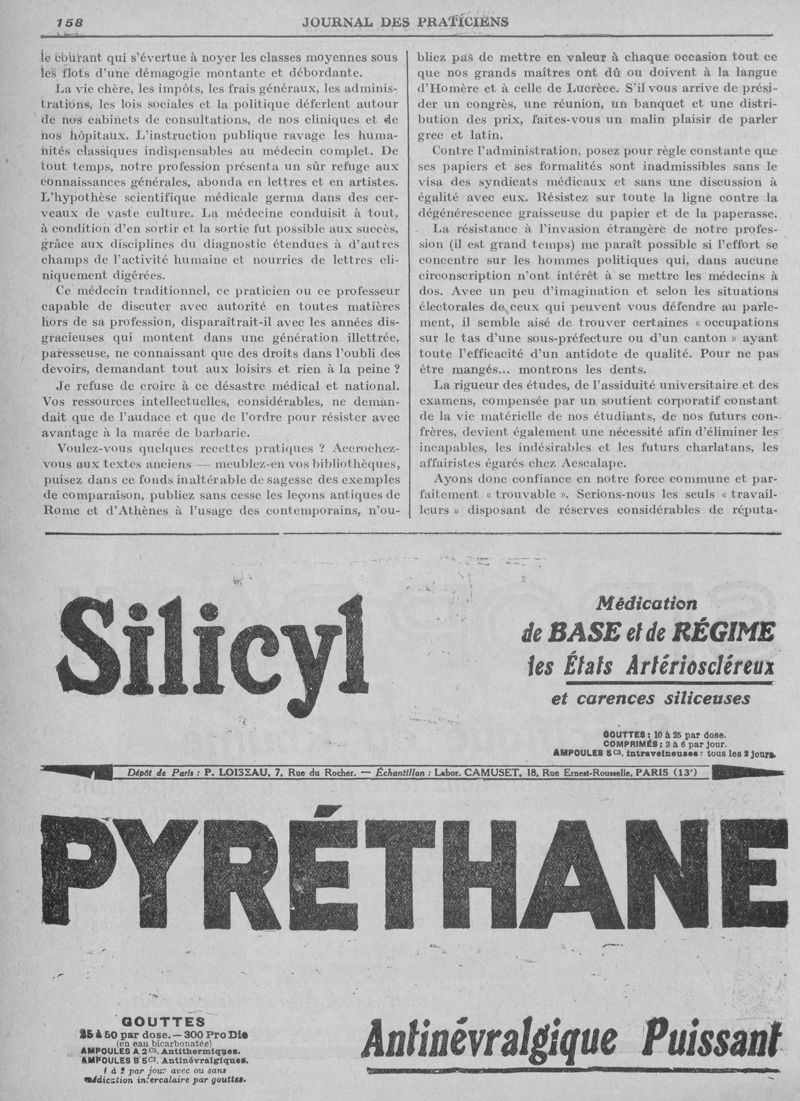 158
JOURNAL DES PRATICIENS
le courant qui s'évertue à noyer les classes moyennes sous
les flots d'une démagogie montante et débordante.
La vie chère, les impôts, les frais généraux, les adminis-
trations, les lois sociales et la politique déferlent autour
de nos cabinets de consultations, de nos cliniques et de
nos hôpitaux. L'instruction publique ravage les huma-
nités classiques indispensables au médecin complet. De
tout temps, notre profession présenta un sûr refuge aux
connaissances générales, abonda en lettres et en artistes.
L'hypothèse scientifique médicale germa dans des cer-
veaux de vaste culture. La médecine conduisit à tout,
à condition d'en sortir et la sortie fut possible aux succès,
grâce aux disciplines du diagnostic étendues à d'autres
champs de l'activité humaine et nourries de lettres cli-
niquement digérées.
Ce médecin traditionnel, ce praticien ou ce professeur
capable de discuter avec autorité en toutes matières
hors de sa profession, disparaîtrait-il avec les années dis-
gracieuses qui montent dans une génération illettrée,
paresseuse, ne connaissant que des droits dans l'oubli des
devoirs, demandant tout aux loisirs et rien à la peine ?
Je refuse de croire à ce désastre médical et national.
Vos ressources intellectuelles, considérables, ne deman-
dait que de l'audace et que de l'ordre pour résister avec
avantage à la marée de barbarie.
Voulez-vous quelques recettes pratiques ? Accrochez-
vous aux textes anciens — meublez-en vos bibliothèques,
puisez dans ce fonds inaltérable de sagesse des exemples
de comparaison, publiez sans cesse les leçons antiques de
Rome et d'Athènes à l'usage des contemporains, n'ou-
bliez pas de mettre en valeur à chaque occasion tout ce
que nos grands maîtres ont dû ou doivent à la langue
d'Homère et à celle de Lucrèce. S'il vous arrive de prési-
der un congrès, une réunion, un banquet et une distri-
bution des prix, faites-vous un malin plaisir de parler
grec et latin.
Contre l'administration, posez pour règle constante que
ses papiers et ses formalités sont inadmissibles sans le
visa des syndicats médicaux et sans une discussion à
égalité avec eux. Résistez sur toute la ligne contre la
dégénérescence graisseuse du papier et de la paperasse.
La résistance à l'invasion étrangère de notre profes-
sion (il est grand temps) me paraît possible si l'effort se
concentre sur les hommes politiques qui, dans aucune
circonscription n'ont intérêt à se mettre les médecins à
dos. Avec un peu d'imagination et selon les situations
électorales de ceux qui peuvent vous défendre au parle-
ment, il semble aisé de trouver certaines « occupations
sur le tas d'une sous-préfecture ou d'un canton » ayant
toute l'efficacité d'un antidote de qualité. Pour ne pas
être mangés... montrons les dents.
La rigueur des études, de l'assiduité universitaire et des
examens, compensée par un soutient corporatif constant
de la vie matérielle de nos étudiants, de nos futurs con-
frères, devient également une nécessité afin d'éliminer les
incapables, les indésirables et les futurs charlatans, les
affairistes égarés chez Aesculape.
Ayons donc confiance en notre force commune et par-
faitement « trouvable ». Serions-nous les seuls « travail-
leurs » disposant de réserves considérables de réputa-
Silicyl
Médication
de BASE et de RÉGIME
les États Artérioscléreux
et carences siliceuses
GOUTTES : 10 à 25 par dose.
COMPRIMÉS : 3 à 6 par jour.
AMPOULES 5 cs. intraveineuses : tous les 2 jours.
Dépôt de Paris : P. LOISEAU, 7, Rue du Rocher. — Échantillon : Labor. CAMUSET, 18, Rue Ernest-Rousselle, PARIS (13e)
PYRÉTHANE
GOUTTES
25 à 50 par dose. — 300 Pro Die
(en eau bicarbonatée)
AMPOULES A 2 cs. Antithermiques.
AMPOULES B 5 cs. Antinévralgiques.
1 à 2 par jour avec ou sans
médication intercalaire par gouttes.
Antinévralgique Puissant